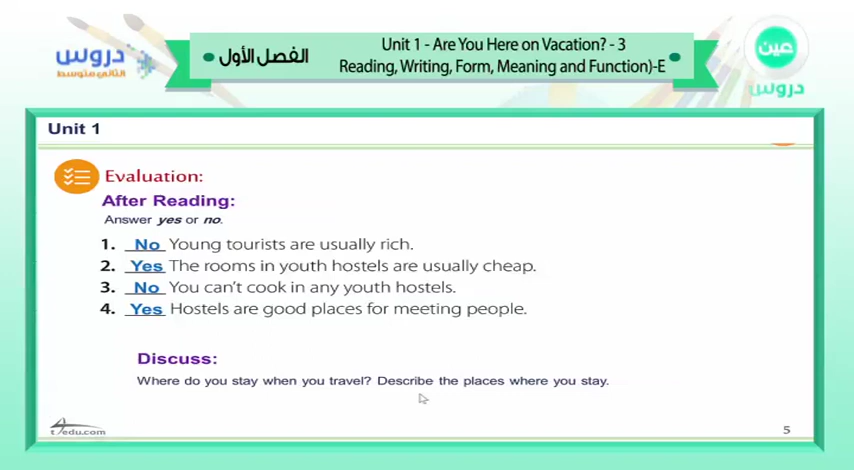 دروس
الثاني متوسط
الفصل الأول
Unit 1 - Are You Here on Vacation? - 3
Reading, Writing, Form, Meaning and Function)-E
عين
دروس
Unit 1
Evaluation:
After Reading:
Answer yes or no.
1. No Young tourists are usually rich.
2. Yes The rooms in youth hostels are usually cheap.
3. No You can't cook in any youth hostels.
4. Yes Hostels are good places for meeting people.
Discuss:
Where do you stay when you travel? Describe the places where you stay.
t4edu.com
5